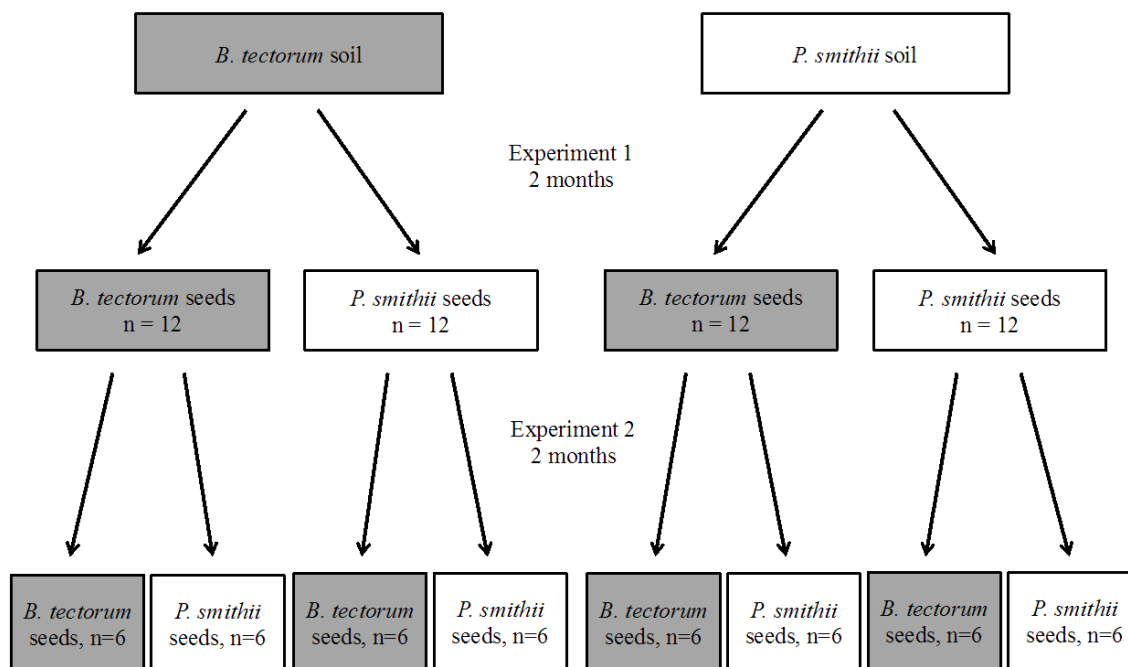 B. tectorum soil
P. smithii soil
Experiment 1
2 months
B. tectorum seeds
n = 12
P. smithii seeds
n = 12
B. tectorum seeds
n = 12
P. smithii seeds
n = 12
Experiment 2
2 months
B. tectorum
seeds, n=6
P. smithii
seeds, n=6
B. tectorum
seeds, n=6
P. smithii
seeds, n=6
B. tectorum
seeds, n=6
P. smithii
seeds, n=6
B. tectorum
seeds, n=6
P. smithii
seeds, n=6